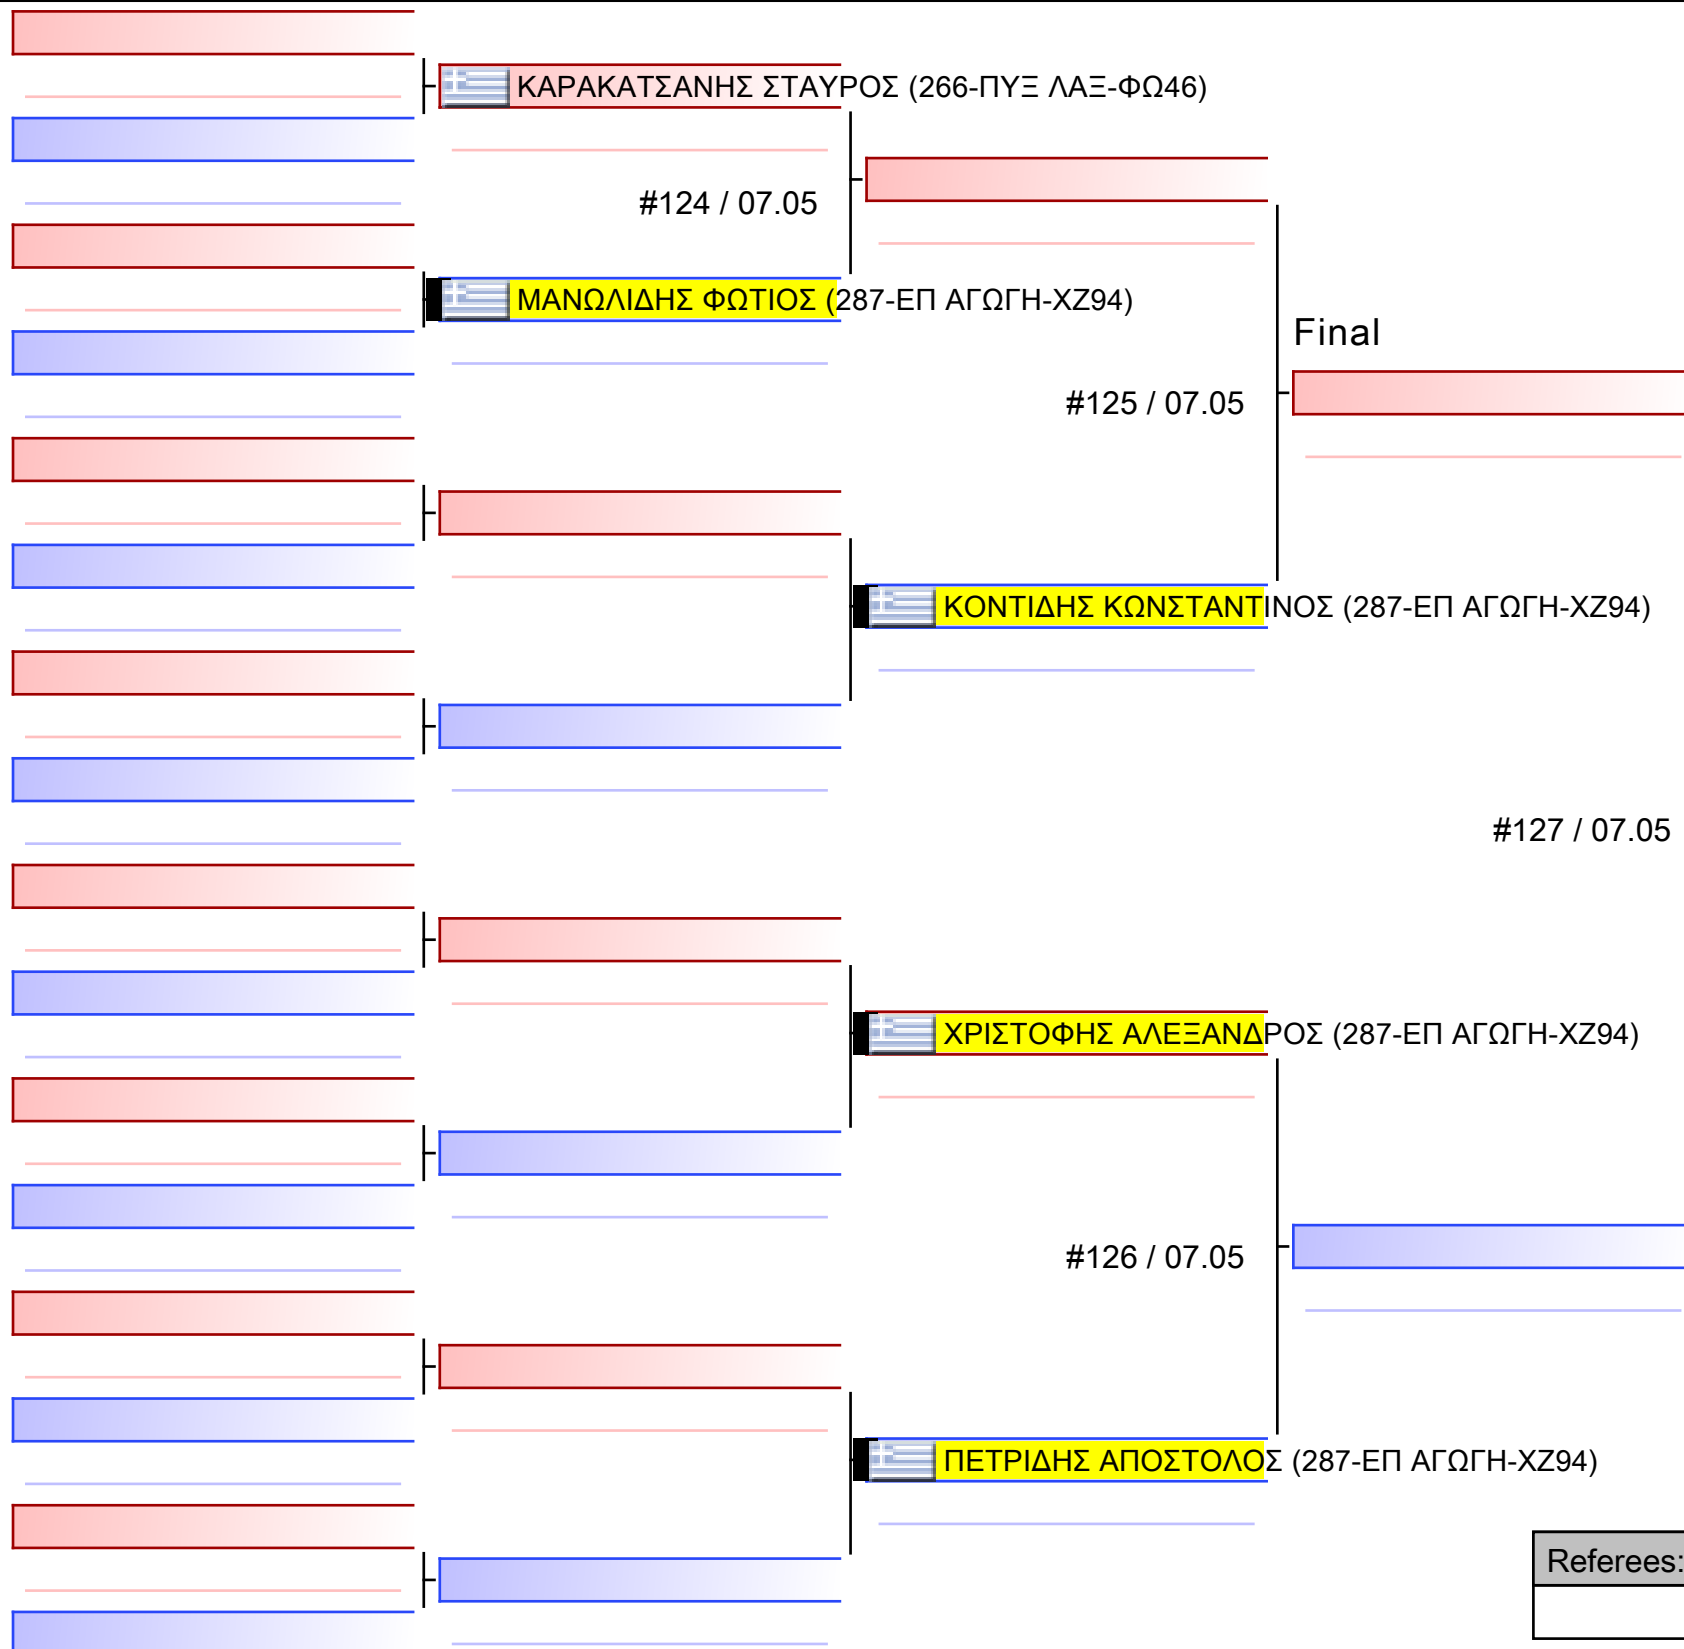 ΚΑΡΑΚΑΤΣΑΝΗΣ ΣΤΑΥΡΟΣ (266-ΠΥΞ ΛΑΞ-ΦΩ46)
#124 / 07.05
ΜΑΝΩΛΙΔΗΣ ΦΩΤΙΟΣ (287-ΕΠ ΑΓΩΓΗ-ΧΖ94)
Final
#125 / 07.05
ΚΟΝΤΙΔΗΣ ΚΩΝΣΤΑΝΤΙΝΟΣ (287-ΕΠ ΑΓΩΓΗ-ΧΖ94)
#127 / 07.05
ΧΡΙΣΤΟΦΗΣ ΑΛΕΞΑΝΔΡΟΣ (287-ΕΠ ΑΓΩΓΗ-ΧΖ94)
#126 / 07.05
ΠΕΤΡΙΔΗΣ ΑΠΟΣΤΟΛΟΣ (287-ΕΠ ΑΓΩΓΗ-ΧΖ94)
Referees: